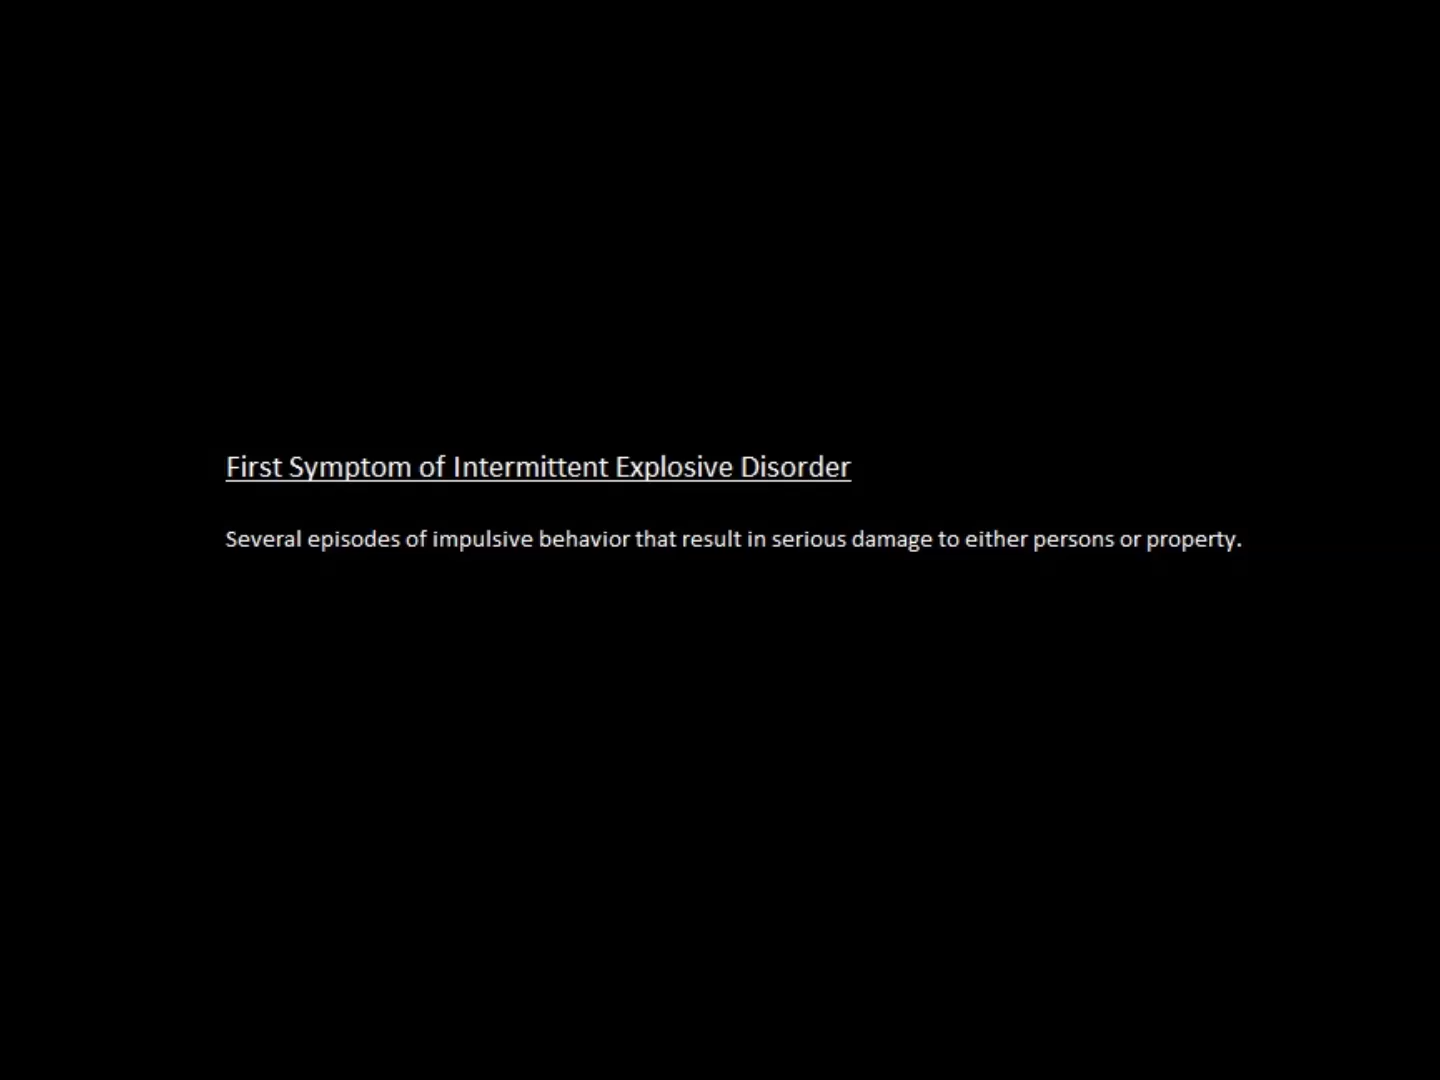 First Symptom of Intermittent Explosive Disorder
Several episodes of impulsive behavior that result in serious damage to either persons or property.